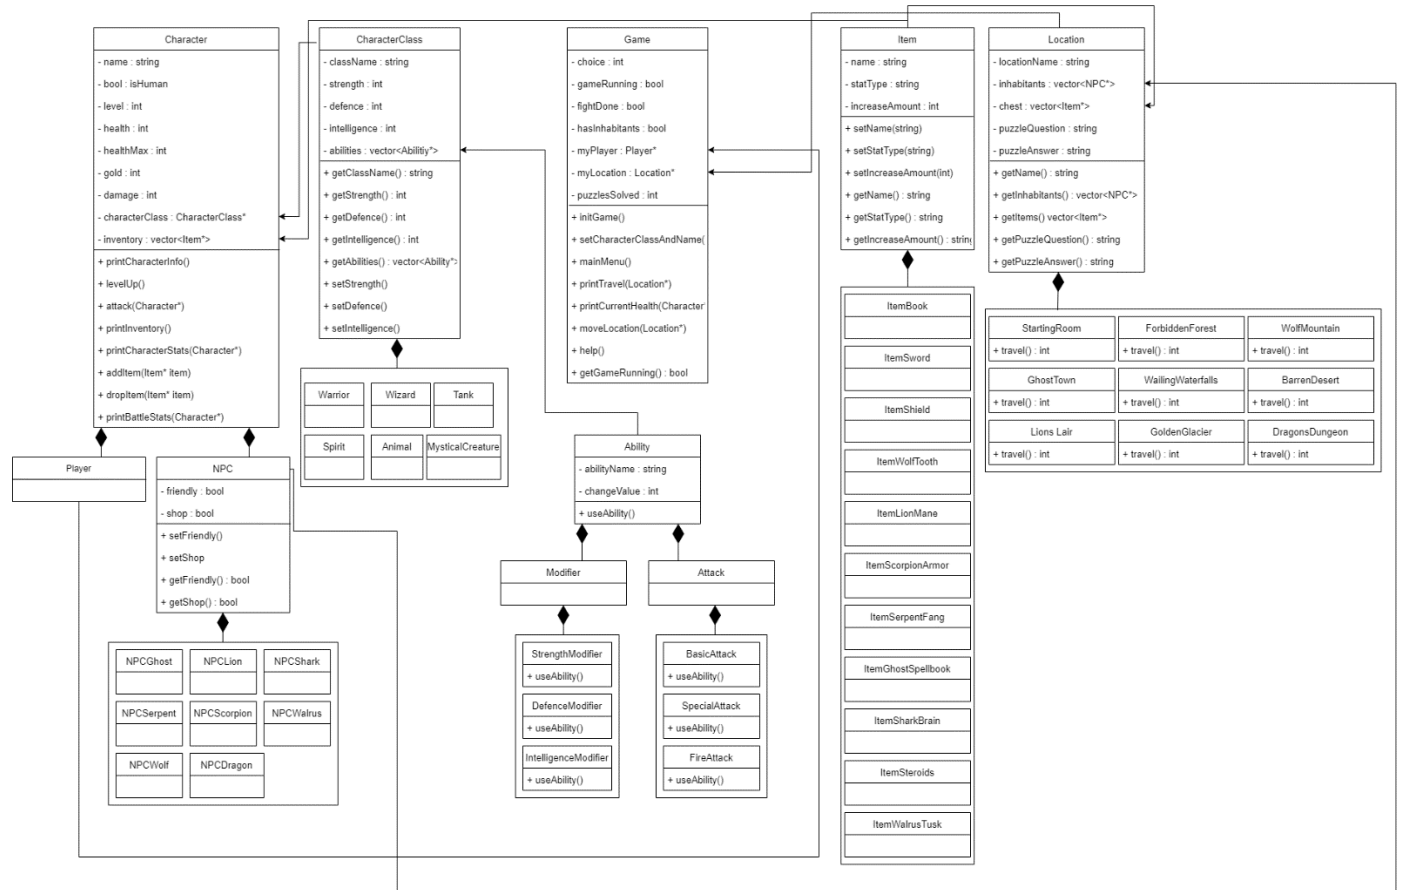 Character
- name : string
- bool : isHuman
- level : int
- health : int
- healthMax : int
- gold : int
- damage : int
- characterClass : CharacterClass*
- inventory : vector<Item*>
+ printCharacterInfo()
+ levelUp()
+ attack(Character*)
+ printInventory()
+ printCharacterStats(Character*)
+ addItem(Item* item)
+ dropItem(Item* item)
+ printBattleStats(Character*)
CharacterClass
- className : string
- strength : int
- defence : int
- intelligence : int
- abilities : vector<Abilitiy*>
+ getClassName() : string
+ getStrength() : int
+ getDefence() : int
+ getIntelligence() : int
+ getAbilities() : vector<Ability*>
+ setStrength()
+ setDefence()
+ setIntelligence()
Game
- choice : int
- gameRunning : bool
- fightDone : bool
- hasInhabitants : bool
- myPlayer : Player*
- myLocation : Location*
- puzzlesSolved : int
+ initGame()
+ setCharacterClassAndName(
+ mainMenu()
+ printTravel(Location*)
+ printCurrentHealth(Character
+ moveLocation(Location*)
+ help()
+ getGameRunning() : bool
Item
- name : string
- statType : string
- increaseAmount : int
+ setName(string)
+ setStatType(string)
+ setIncreaseAmount(int)
+ getName() : string
+ getStatType() : string
+ getIncreaseAmount() : string
Location
- locationName : string
- inhabitants : vector<NPC*>
- chest : vector<Item*>
- puzzleQuestion : string
- puzzleAnswer : string
+ getName() : string
+ getInhabitants() : vector<NPC*>
+ getItems() vector<Item*>
+ getPuzzleQuestion() : string
+ getPuzzleAnswer() : string
Player
NPC
- friendly : bool
- shop : bool
+ setFriendly()
+ setShop
+ getFriendly() : bool
+ getShop() : bool
NPCGhost
NPCLion
NPCShark
NPCSerpent
NPCScorpion
NPCWalrus
NPCWolf
NPCDragon
Warrior
Wizard
Tank
Spirit
Animal
MysticalCreature
Ability
- abilityName : string
- changeValue : int
+ useAbility()
Modifier
Attack
StrengthModifier
+ useAbility()
DefenceModifier
+ useAbility()
IntelligenceModifier
+ useAbility()
BasicAttack
+ useAbility()
SpecialAttack
+ useAbility()
FireAttack
+ useAbility()
ItemBook
ItemSword
ItemShield
ItemWolfTooth
ItemLionMane
ItemScorpionArmor
ItemSerpentFang
ItemGhostSpellbook
ItemSharkBrain
ItemSteroids
ItemWalrusTusk
StartingRoom
+ travel() : int
ForbiddenForest
+ travel() : int
WolfMountain
+ travel() : int
GhostTown
+ travel() : int
WailingWaterfalls
+ travel() : int
BarrenDesert
+ travel() : int
Lions Lair
+ travel() : int
GoldenGlacier
+ travel() : int
DragonsDungeon
+ travel() : int